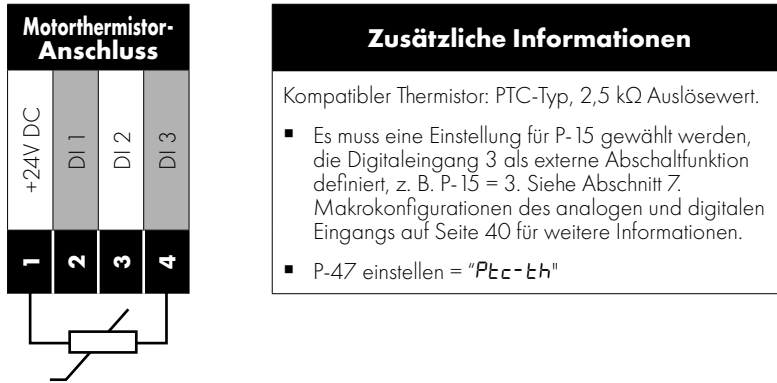 Motorthermistor-
Anschluss
+24V DC
DI 1
DI 2
DI 3
1
2
3
4
Zusätzliche Informationen
Kompatibler Thermistor: PTC-Typ, 2,5 kΩ Auslösewert.
▪ Es muss eine Einstellung für P-15 gewählt werden,
die Digitaleingang 3 als externe Abschaltfunktion
definiert, z. B. P-15 = 3. Siehe Abschnitt 7.
Makrokonfigurationen des analogen und digitalen
Eingangs auf Seite 40 für weitere Informationen.
▪ P-47 einstellen = “Ptc-th"